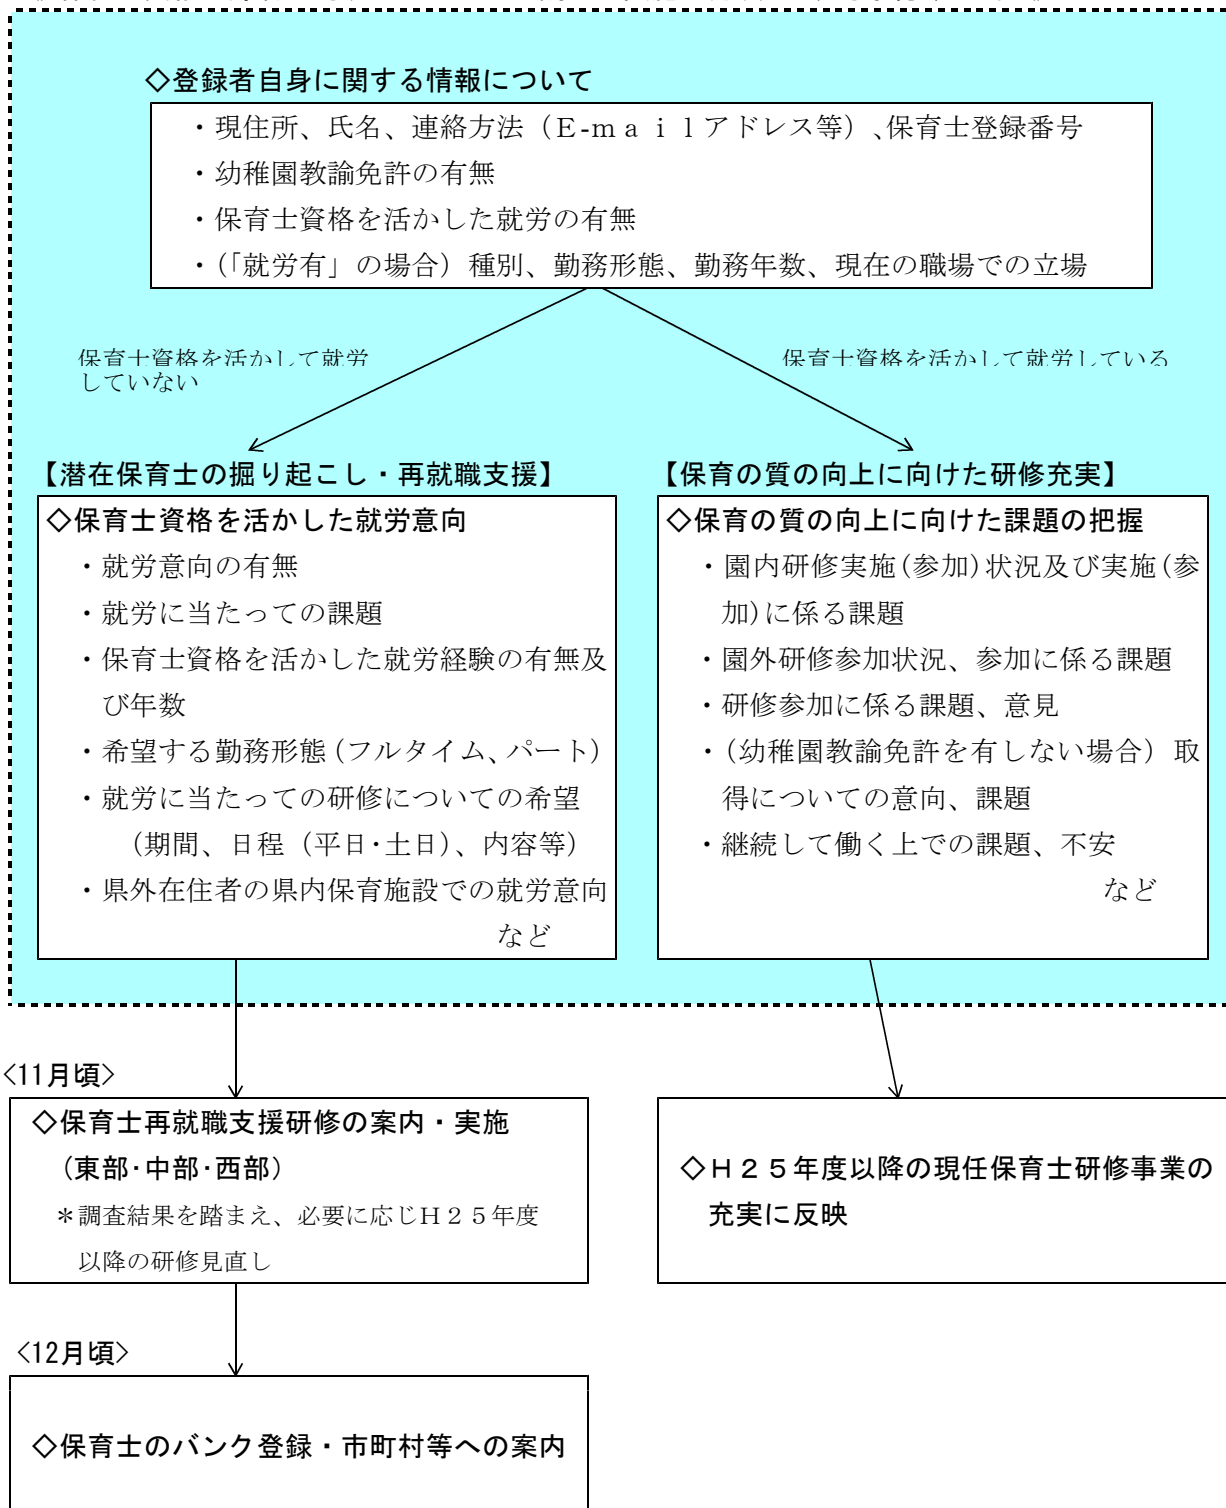 ◇登録者自身に関する情報について
・現住所、氏名、連絡方法（E-mailアドレス等）、保育士登録番号
・幼稚園教諭免許の有無
・保育士資格を活かした就労の有無
・(「就労有」の場合）種別、勤務形態、勤務年数、現在の職場での立場
保育士資格を活かして就労
していない
保育士資格を活かして就労している
【潜在保育士の掘り起こし・再就職支援】
◇保育士資格を活かした就労意向
・就労意向の有無
・就労に当たっての課題
・保育士資格を活かした就労経験の有無及
び年数
・希望する勤務形態(フルタイム、パート)
・就労に当たっての研修についての希望
（期間、日程（平日･土日）、内容等）
・県外在住者の県内保育施設での就労意向
など
【保育の質の向上に向けた研修充実】
◇保育の質の向上に向けた課題の把握
・園内研修実施(参加)状況及び実施(参
加)に係る課題
・園外研修参加状況、参加に係る課題
・研修参加に係る課題、意見
・(幼稚園教諭免許を有しない場合）取
得についての意向、課題
・継続して働く上での課題、不安
など
<11月頃>
◇保育士再就職支援研修の案内・実施
（東部･中部･西部）
＊調査結果を踏まえ、必要に応じH２５年度
以降の研修見直し
◇H２５年度以降の現任保育士研修事業の
充実に反映
<12月頃>
◇保育士のバンク登録・市町村等への案内